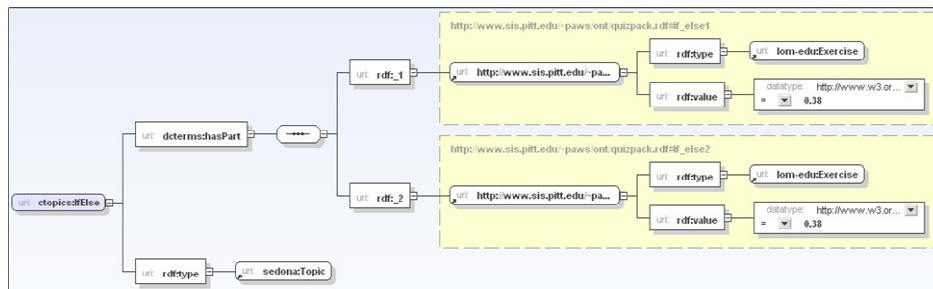 http://www.sis.pitt.edu/~paws/ont/quizpack.rdf#if_else1
uri: rdf:type
uri: lom-edu:Exercise
uri: rdf:_1
uri: http://www.sis.pitt.edu/~pa...
uri: rdf:value
datatype: http://www.w3.or...
= 0.38
uri: dcterms:hasPart
http://www.sis.pitt.edu/~paws/ont/quizpack.rdf#if_else2
uri: rdf:type
uri: lom-edu:Exercise
uri: rdf:_2
uri: http://www.sis.pitt.edu/~pa...
uri: rdf:value
datatype: http://www.w3.or...
= 0.38
uri: ctopics:IfElse
uri: rdf:type
uri: sedona:Topic